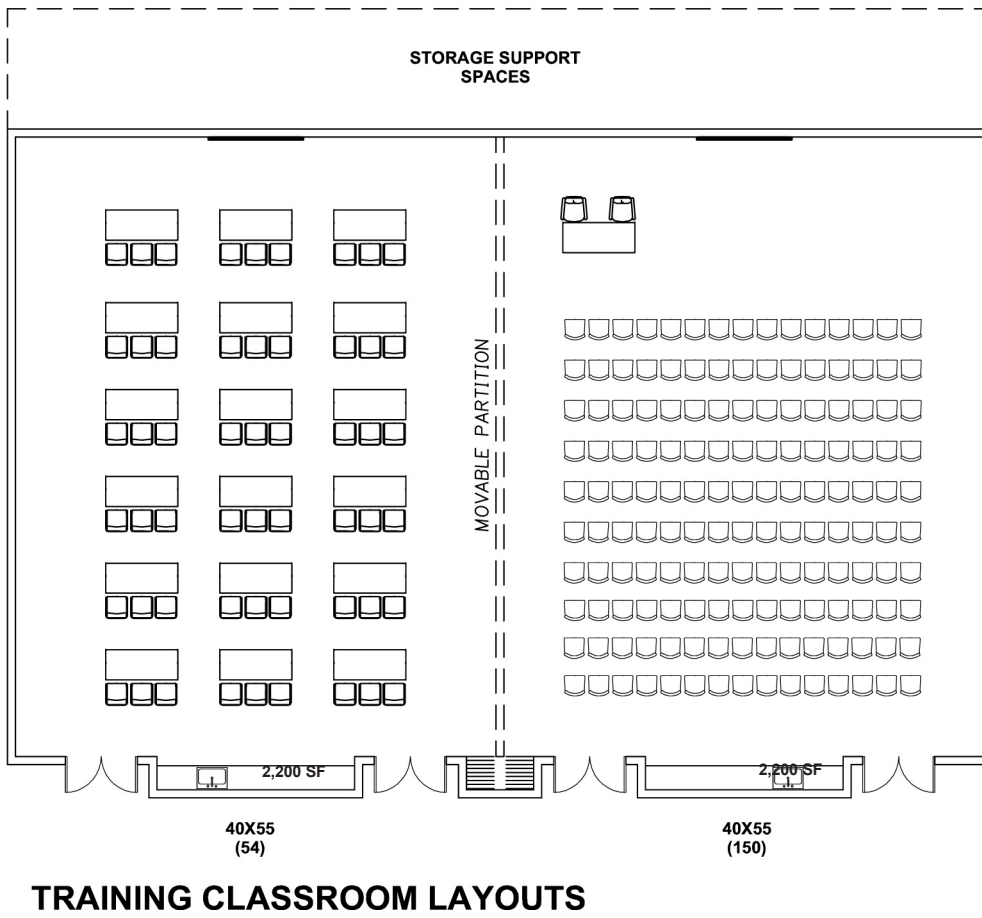 STORAGE SUPPORT
SPACES
MOVABLE PARTITION
2,200 SF
2,200 SF
40X55
(54)
40X55
(150)
TRAINING CLASSROOM LAYOUTS